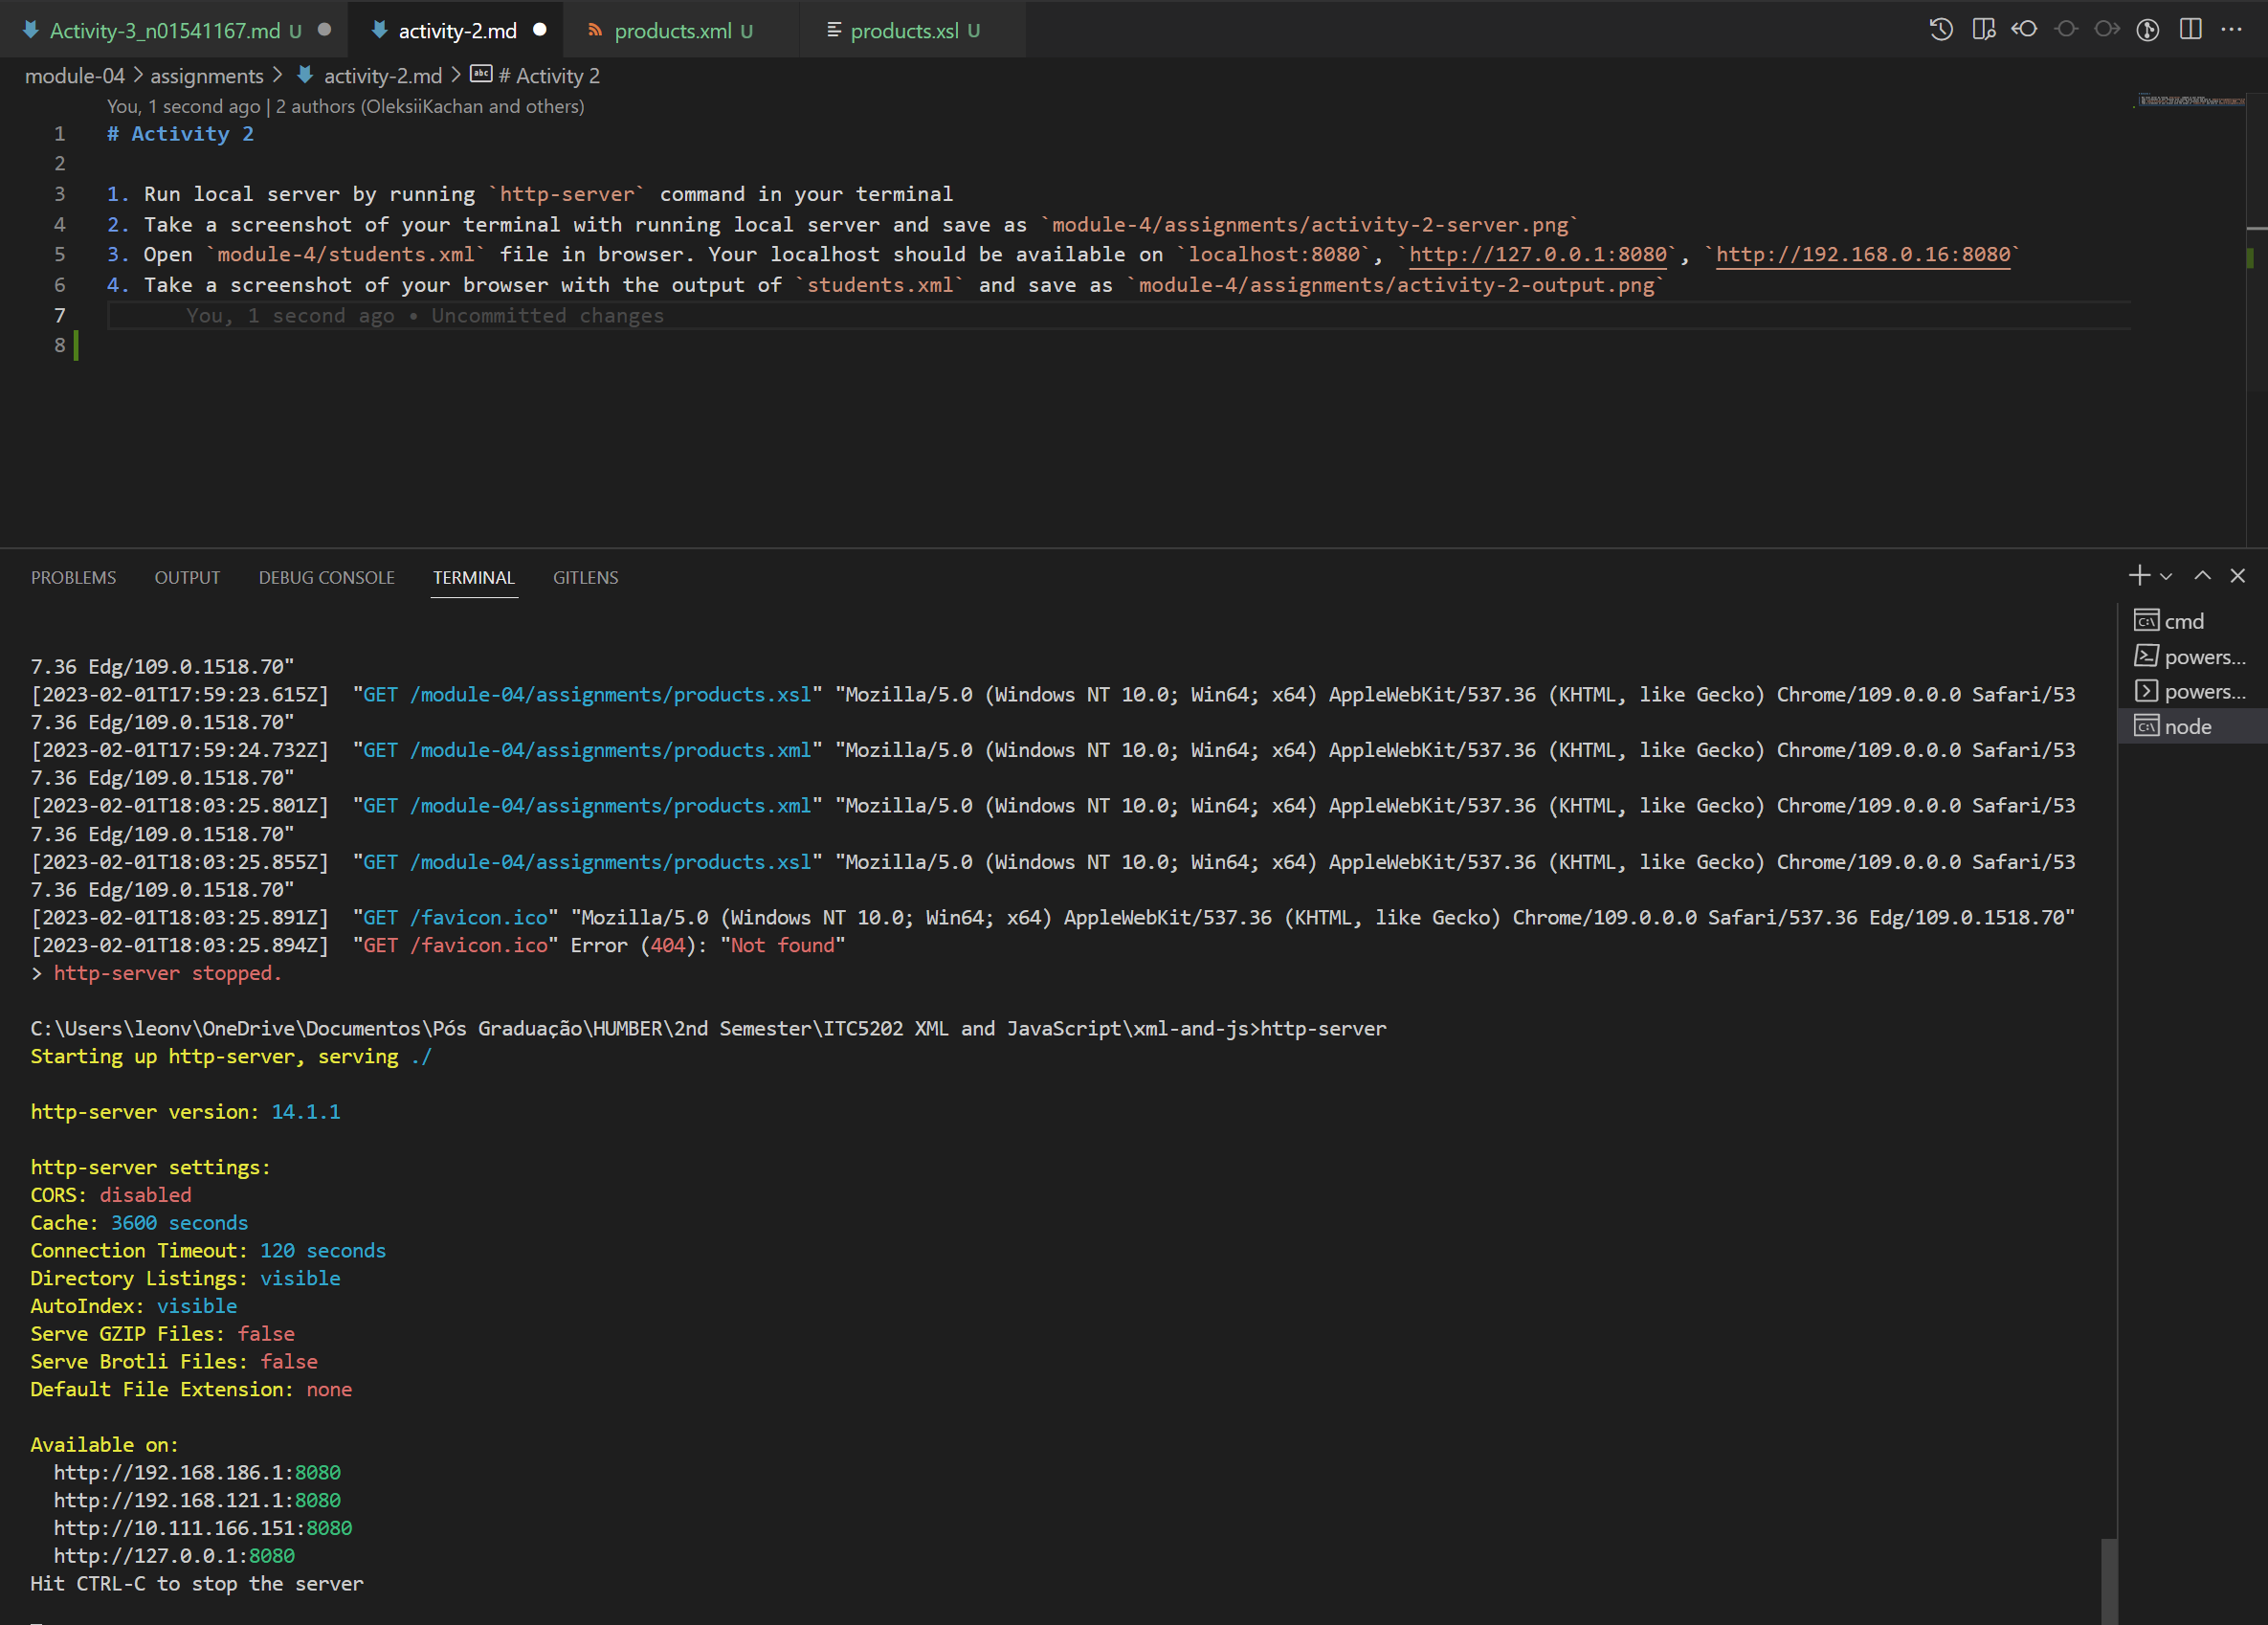 Activity-3_n01541167.md U
activity-2.md
products.xml U
products.xsl U
module-04 > assignments > activity-2.md > # Activity 2
You, 1 second ago | 2 authors (OleksiiKachan and others)
1 # Activity 2
2
3 1. Run local server by running `http-server` command in your terminal
4 2. Take a screenshot of your terminal with running local server and save as `module-4/assignments/activity-2-server.png`
5 3. Open `module-4/students.xml` file in browser. Your localhost should be available on `localhost:8080`, `http://127.0.0.1:8080`, `http://192.168.0.16:8080`
6 4. Take a screenshot of your browser with the output of `students.xml` and save as `module-4/assignments/activity-2-output.png`
7 You, 1 second ago • Uncommitted changes
8
PROBLEMS OUTPUT DEBUG CONSOLE TERMINAL GITLENS
cmd
powers...
powers...
node
7.36 Edg/109.0.1518.70"
[2023-02-01T17:59:23.615Z]  "GET /module-04/assignments/products.xsl" "Mozilla/5.0 (Windows NT 10.0; Win64; x64) AppleWebKit/537.36 (KHTML, like Gecko) Chrome/109.0.0.0 Safari/53
7.36 Edg/109.0.1518.70"
[2023-02-01T17:59:24.732Z]  "GET /module-04/assignments/products.xml" "Mozilla/5.0 (Windows NT 10.0; Win64; x64) AppleWebKit/537.36 (KHTML, like Gecko) Chrome/109.0.0.0 Safari/53
7.36 Edg/109.0.1518.70"
[2023-02-01T18:03:25.801Z]  "GET /module-04/assignments/products.xml" "Mozilla/5.0 (Windows NT 10.0; Win64; x64) AppleWebKit/537.36 (KHTML, like Gecko) Chrome/109.0.0.0 Safari/53
7.36 Edg/109.0.1518.70"
[2023-02-01T18:03:25.855Z]  "GET /module-04/assignments/products.xsl" "Mozilla/5.0 (Windows NT 10.0; Win64; x64) AppleWebKit/537.36 (KHTML, like Gecko) Chrome/109.0.0.0 Safari/53
7.36 Edg/109.0.1518.70"
[2023-02-01T18:03:25.891Z]  "GET /favicon.ico" "Mozilla/5.0 (Windows NT 10.0; Win64; x64) AppleWebKit/537.36 (KHTML, like Gecko) Chrome/109.0.0.0 Safari/537.36 Edg/109.0.1518.70"
[2023-02-01T18:03:25.894Z]  "GET /favicon.ico" Error (404): "Not found"
> http-server stopped.
C:\Users\leonv\OneDrive\Documentos\Pós Graduação\HUMBER\2nd Semester\ITC5202 XML and JavaScript\xml-and-js>http-server
Starting up http-server, serving ./
http-server version: 14.1.1
http-server settings:
CORS: disabled
Cache: 3600 seconds
Connection Timeout: 120 seconds
Directory Listings: visible
AutoIndex: visible
Serve GZIP Files: false
Serve Brotli Files: false
Default File Extension: none
Available on:
http://192.168.186.1:8080
http://192.168.121.1:8080
http://10.111.166.151:8080
http://127.0.0.1:8080
Hit CTRL-C to stop the server